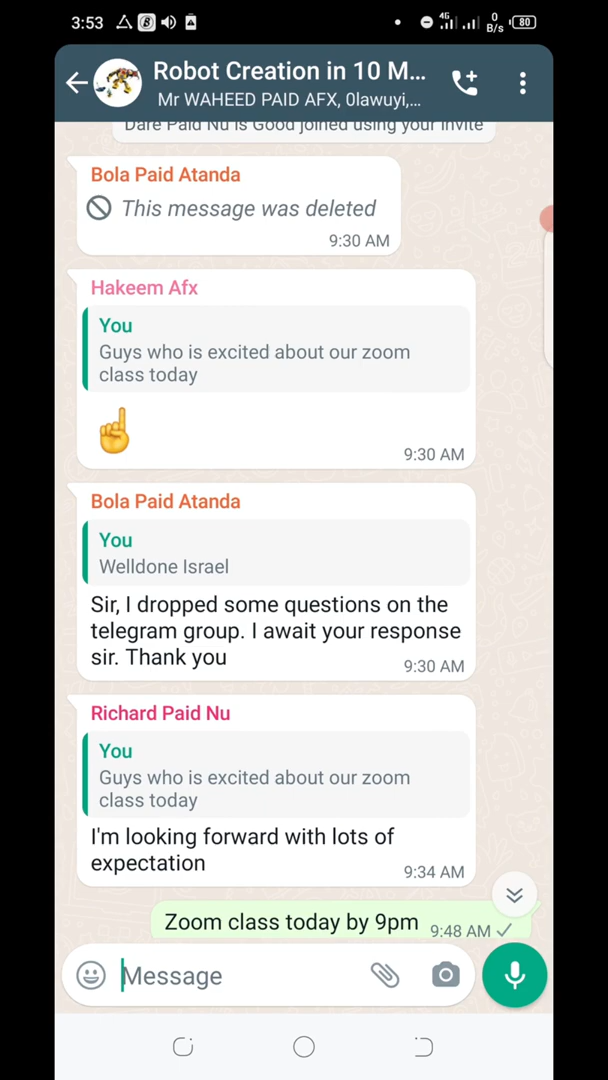 3:53
4G
0
B/s
80
Robot Creation in 10 M...
Mr WAHEED PAID AFX, 0lawuyi,...
Dare Paid Nu is Good joined using your invite
Bola Paid Atanda
This message was deleted
9:30 AM
Hakeem Afx
You
Guys who is excited about our zoom
class today
☝
9:30 AM
Bola Paid Atanda
You
Welldone Israel
Sir, I dropped some questions on the
telegram group. I await your response
sir. Thank you
9:30 AM
Richard Paid Nu
You
Guys who is excited about our zoom
class today
I'm looking forward with lots of
expectation
9:34 AM
Zoom class today by 9pm 9:48 AM
Message